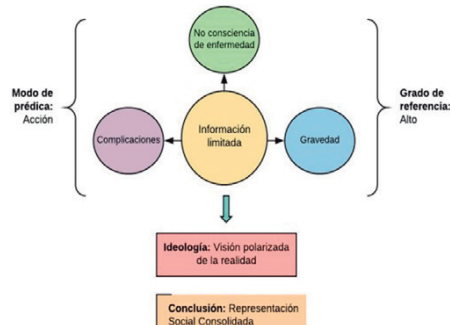 No consciencia
de enfermedad
Modo de
prédica:
Acción
Grado de
referencia:
Alto
Complicaciones
Información
limitada
Gravedad
Ideología: Visión polarizada
de la realidad
Conclusión: Representación
Social Consolidada